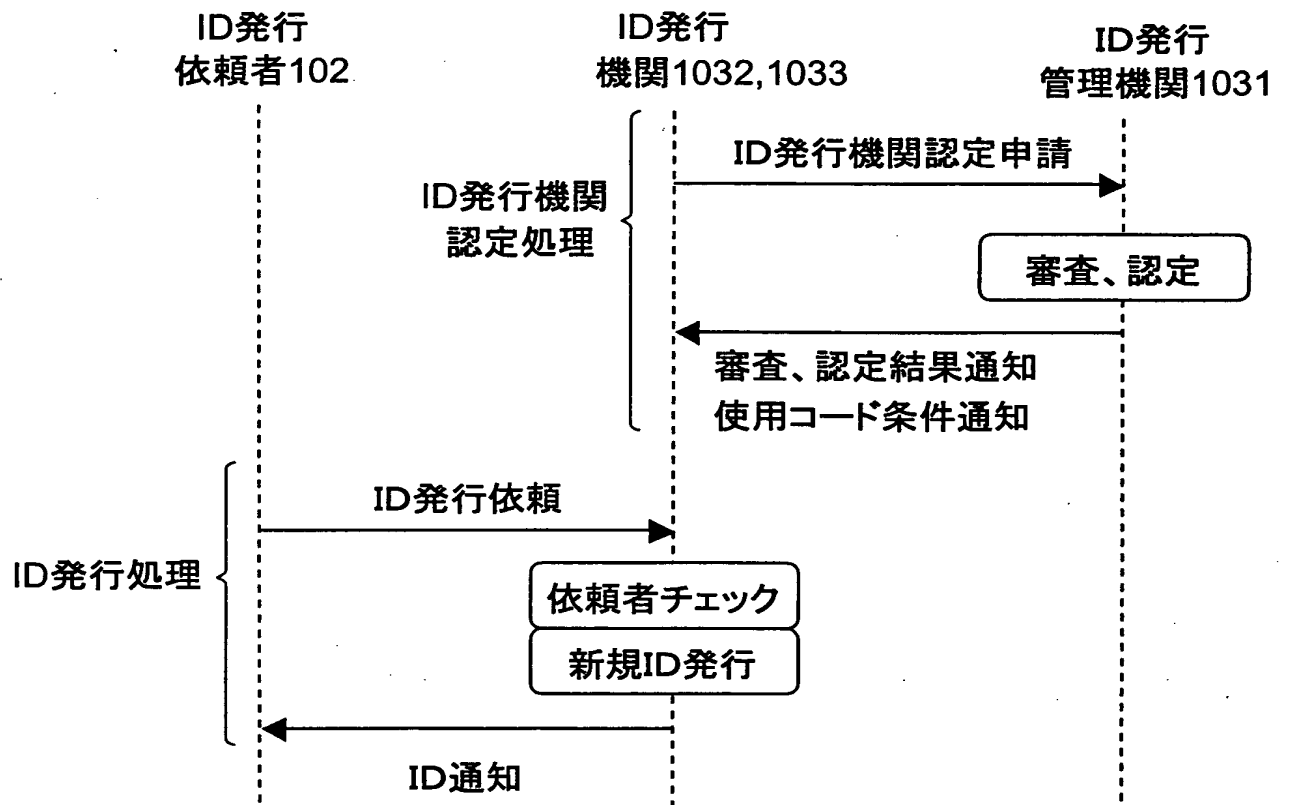 ID発行
依頼者102
ID発行
機関1032,1033
ID発行
管理機関1031
ID発行機関認定申請
ID発行機関
認定処理
審査、認定
審査、認定結果通知
使用コード条件通知
ID発行依頼
ID発行処理
依頼者チェック
新規ID発行
ID通知